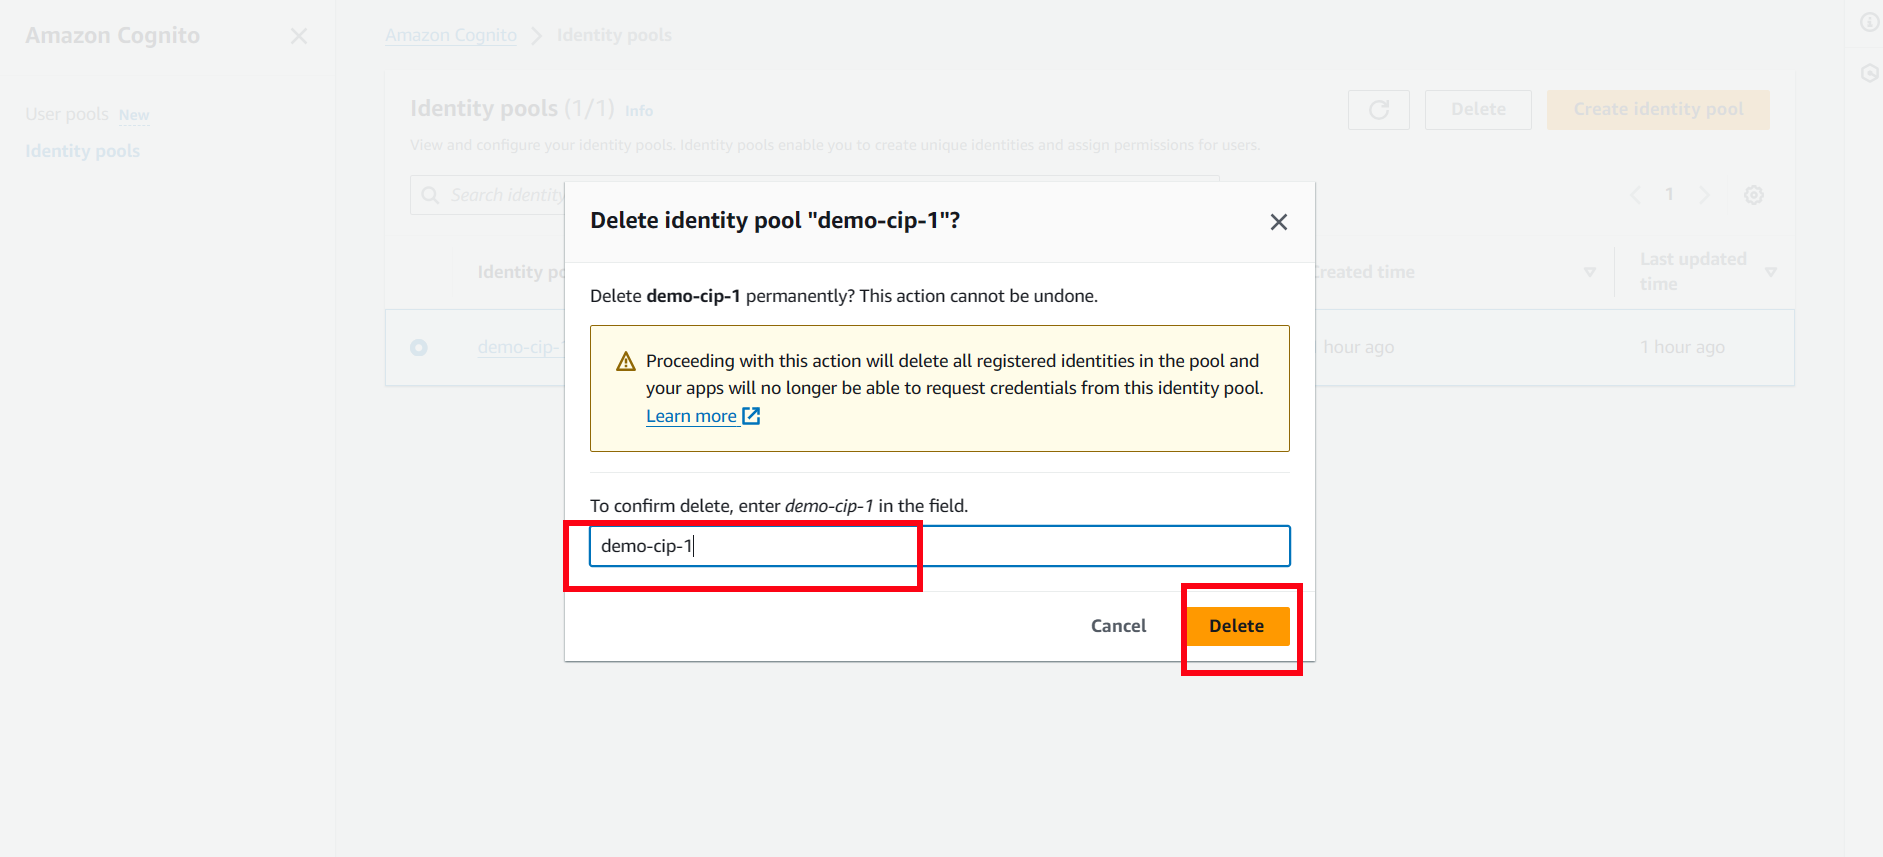 Amazon Cognito
User pools New
Identity pools
Amazon Cognito Identity pools
Identity pools (1/1) Info
Delete
Create identity pool
View and configure your identity pools. Identity pools enable you to create unique identities and assign permissions for users.
Search identity
1
Identity po
Created time
Last updated
time
demo-cip-1
hour ago
1 hour ago
Delete identity pool "demo-cip-1"?
Delete demo-cip-1 permanently? This action cannot be undone.
Proceeding with this action will delete all registered identities in the pool and
your apps will no longer be able to request credentials from this identity pool.
Learn more
To confirm delete, enter demo-cip-1 in the field.
demo-cip-1
Cancel
Delete